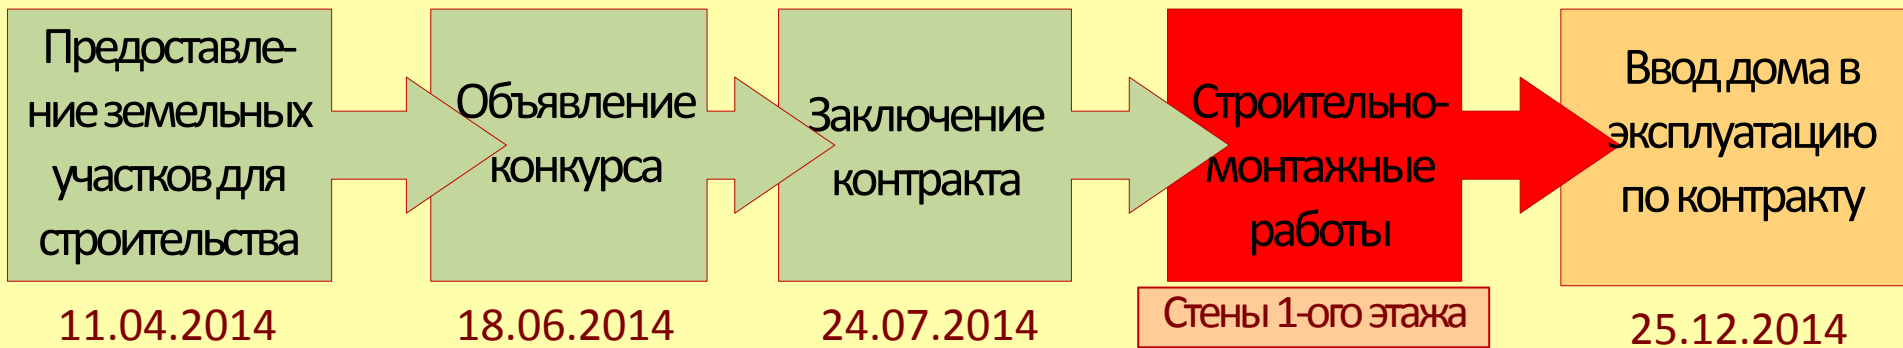 Предоставле-
ние земельных
участков для
строительства
11.04.2014
Объявление
конкурса
18.06.2014
Заключение
контракта
24.07.2014
Строительно-
монтажные
работы
Стены 1-ого этажа
Ввод дома в
эксплуатацию
по контракту
25.12.2014